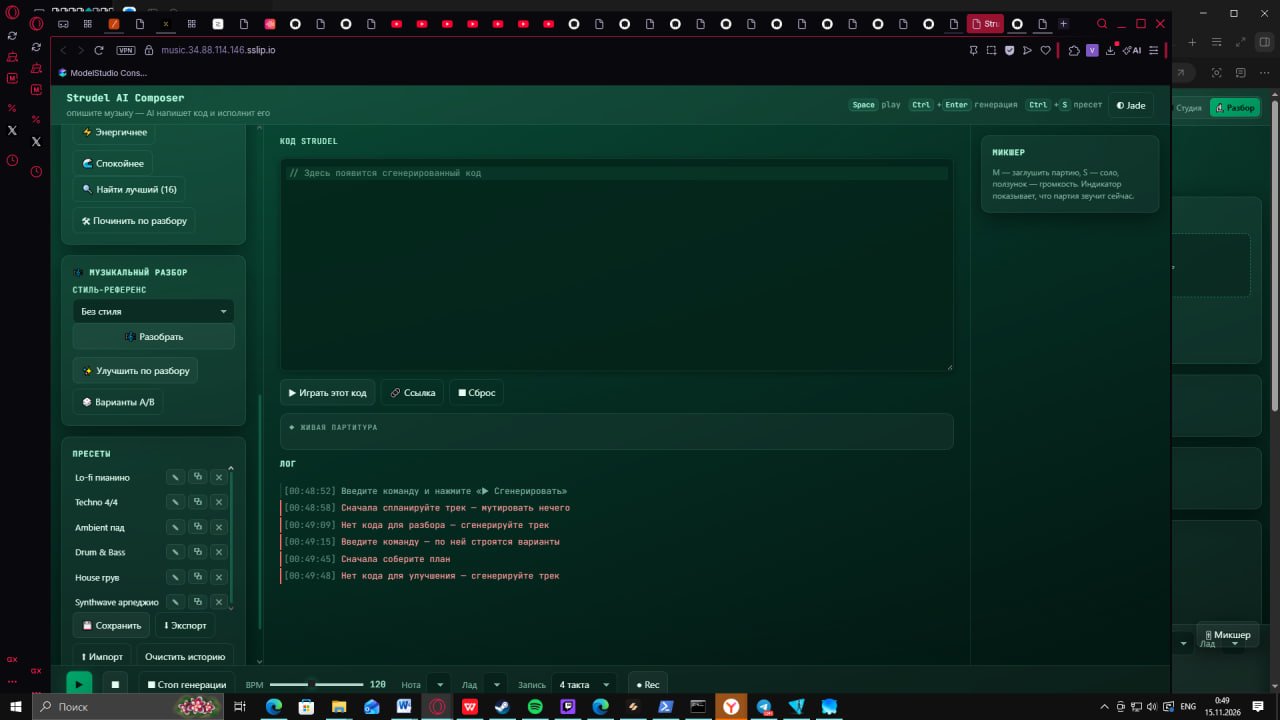 Stru
VPN
music.34.88.114.146.sslip.io
V
AI
ModelStudio Cons...
Strudel AI Composer
опишите музыку — AI напишет код и исполнит его
Space play Ctrl + Enter генерация Ctrl + S пресет
Jade
Студия
Разбор
Энергичнее
Спокойнее
Найти лучший (16)
Починить по разбору
МУЗЫКАЛЬНЫЙ РАЗБОР
СТИЛЬ-РЕФЕРЕНС
Без стиля
Разобрать
Улучшить по разбору
Варианты A/B
ПРЕСЕТЫ
Lo-fi пианино
Techno 4/4
Ambient пад
Drum & Bass
House грув
Synthwave арпеджио
Сохранить
Экспорт
Импорт
Очистить историю
КОД STRUDEL
// Здесь появится сгенерированный код
Играть этот код
Ссылка
Сброс
ЖИВАЯ ПАРТИТУРА
ЛОГ
[00:48:52] Введите команду и нажмите «▶ Сгенерировать»
[00:48:58] Сначала спланируйте трек — мутировать нечего
[00:49:09] Нет кода для разбора — сгенерируйте трек
[00:49:15] Введите команду — по ней строятся варианты
[00:49:45] Сначала соберите план
[00:49:48] Нет кода для улучшения — сгенерируйте трек
МИКШЕР
M — заглушить партию, S — соло,
ползунок — громкость. Индикатор
показывает, что партия звучит сейчас.
Микшер
Лад
Стоп генерации
BPM
120
Нота
Лад
Запись
4 такта
Rec
Поиск
ENG
0:49
15.11.2026